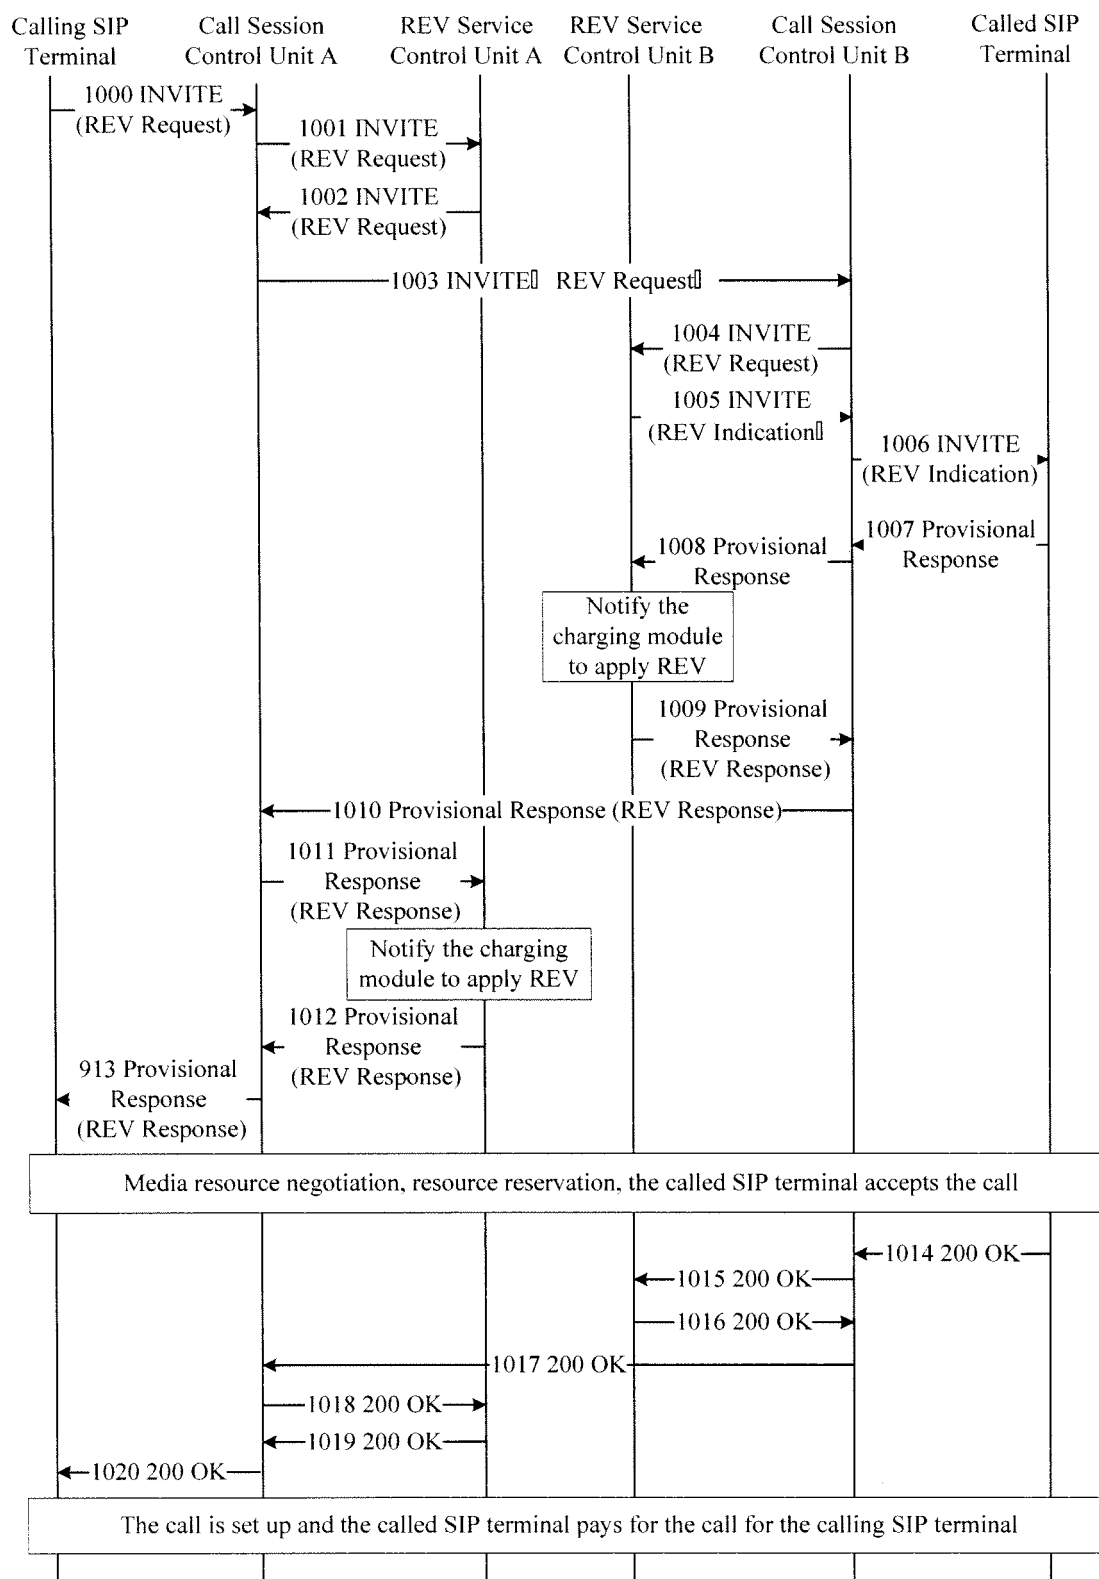 Calling SIP
Terminal
Call Session
Control Unit A
REV Service
Control Unit A
REV Service
Control Unit B
Call Session
Control Unit B
Called SIP
Terminal
1000 INVITE
(REV Request)
1001 INVITE
(REV Request)
1002 INVITE
(REV Request)
1003 INVITE▯ REV Request▯
1004 INVITE
(REV Request)
1005 INVITE
(REV Indication▯
1006 INVITE
(REV Indication)
1007 Provisional
Response
1008 Provisional
Response
Notify the
charging module
to apply REV
1009 Provisional
Response
(REV Response)
1010 Provisional Response (REV Response)
1011 Provisional
Response
(REV Response)
Notify the charging
module to apply REV
1012 Provisional
Response
(REV Response)
913 Provisional
Response
(REV Response)
Media resource negotiation, resource reservation, the called SIP terminal accepts the call
1014 200 OK
1015 200 OK
1016 200 OK
1017 200 OK
1018 200 OK
1019 200 OK
1020 200 OK
The call is set up and the called SIP terminal pays for the call for the calling SIP terminal